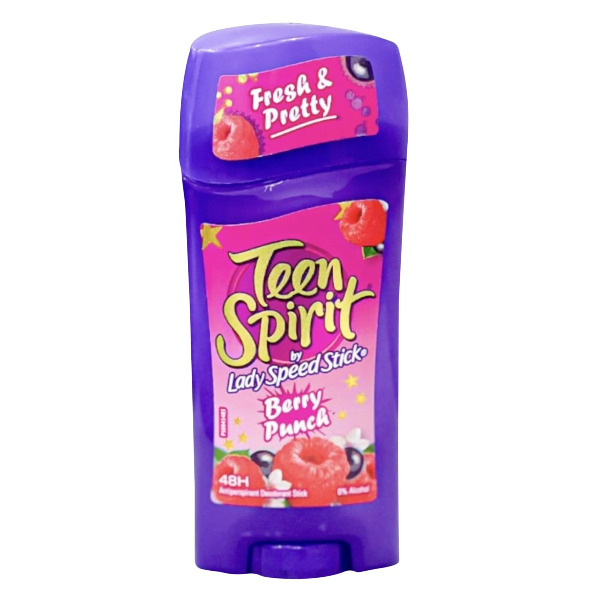 Fresh &
Pretty
Teen
Spirit®
by
Lady Speed Stick®
Berry
Punch
48H
Antiperspirant Deodorant Stick
0% Alcohol